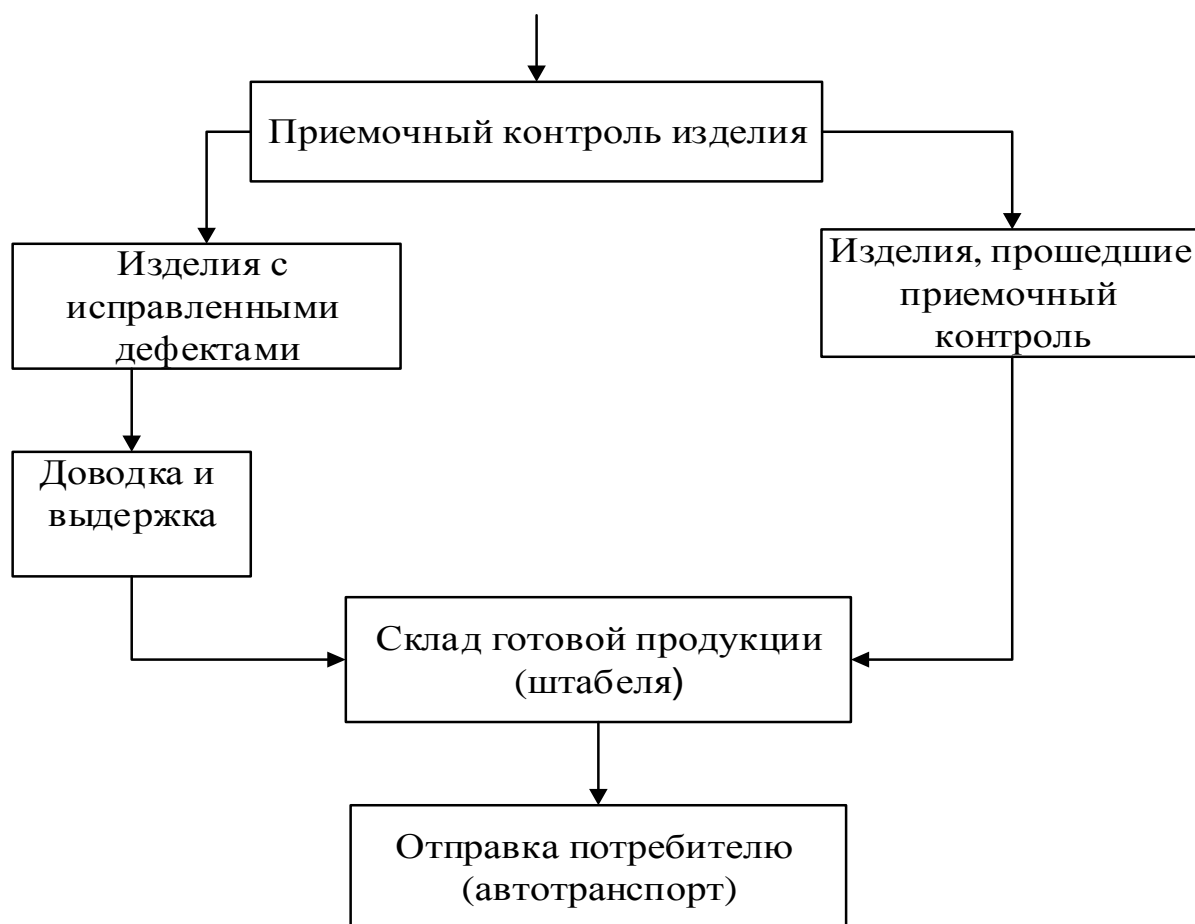 Приемочный контроль изделия
Изделия с
исправленными
дефектами
Изделия, прошедшие
приемочный
контроль
Доводка и
выдержка
Склад готовой продукции
(штабеля)
Отправка потребителю
(автотранспорт)